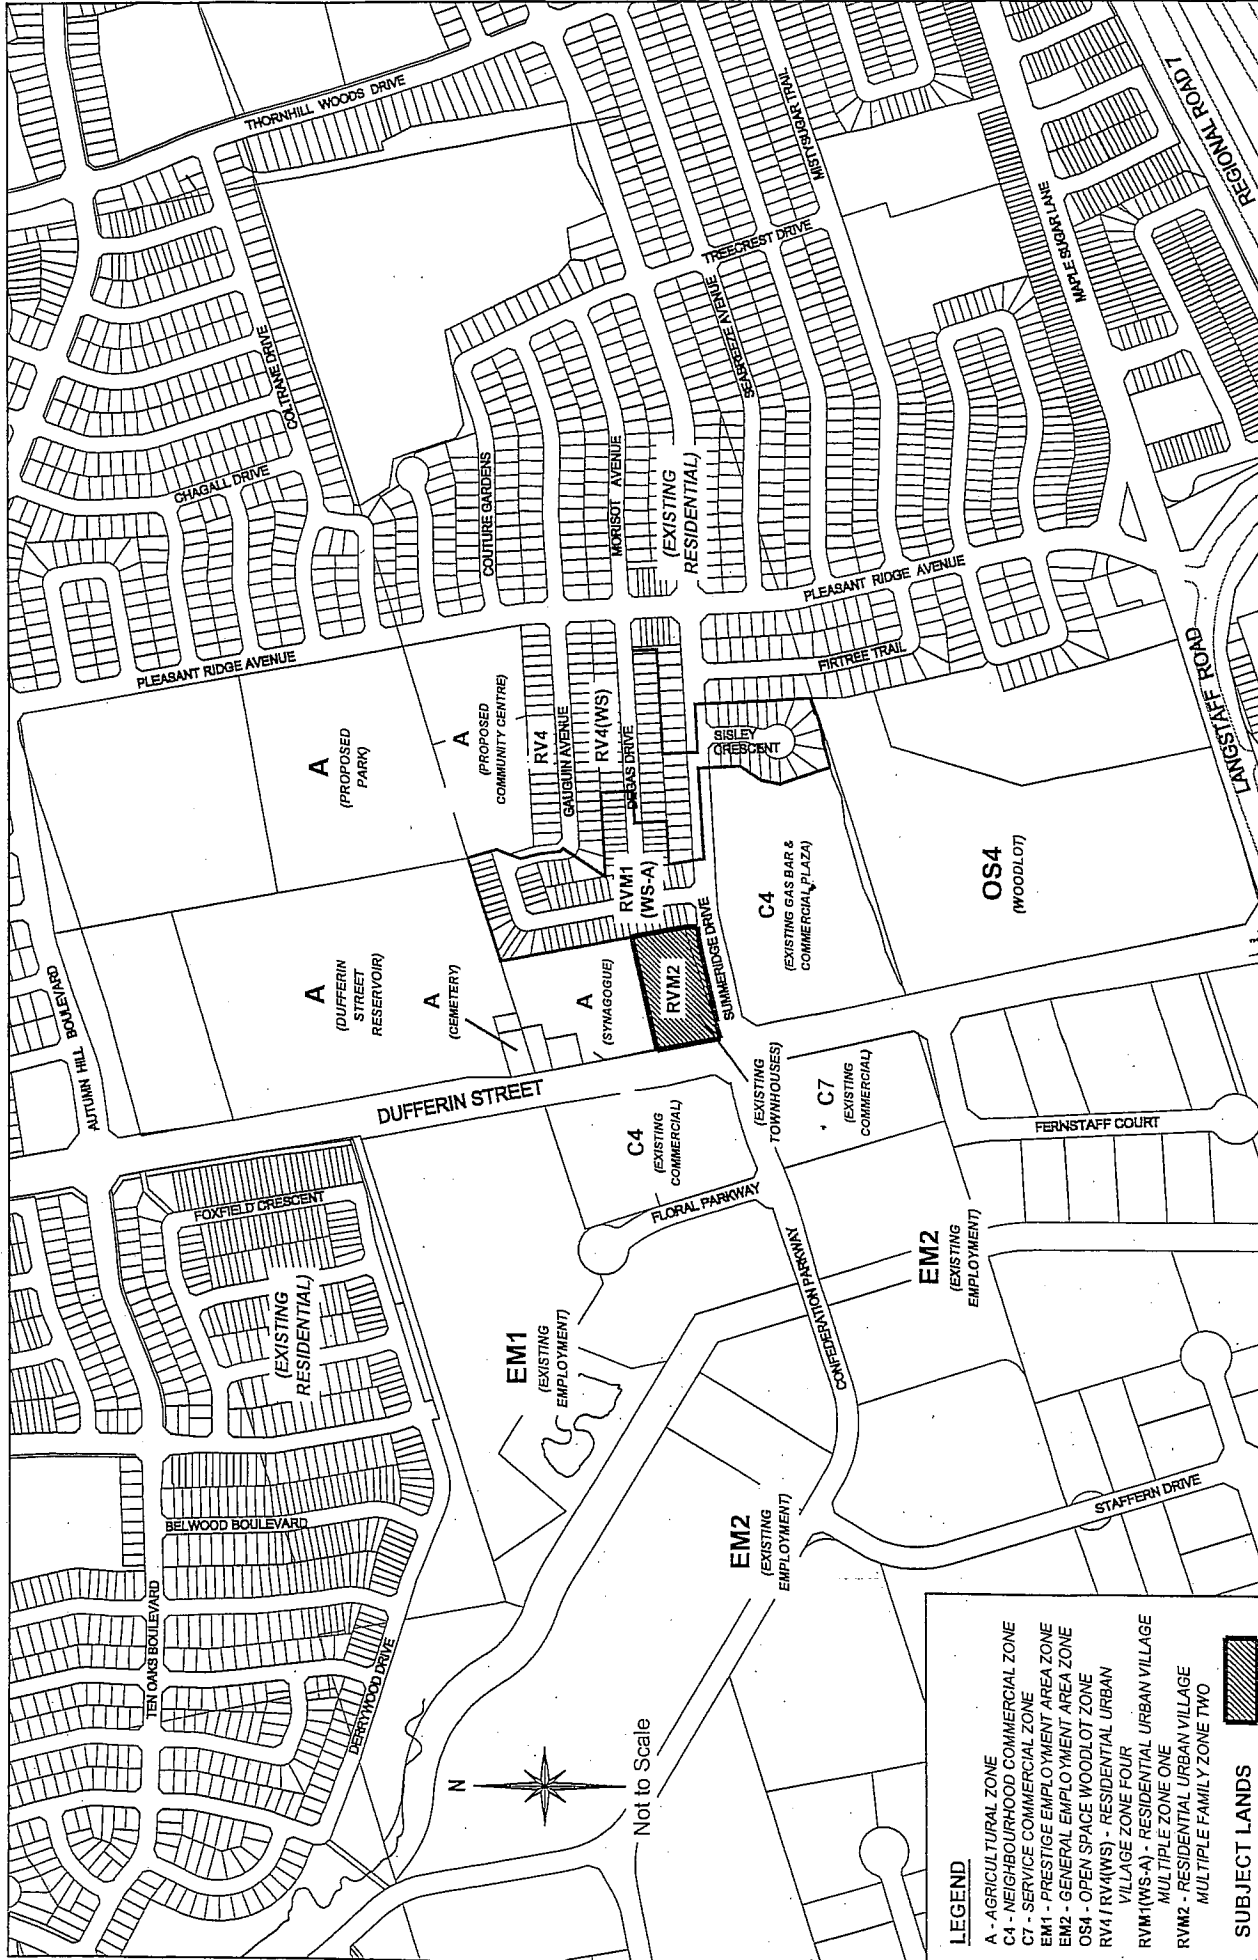 THORNHILL WOODS DRIVE
MISTYSUGAR TRAIL
REGIONAL ROAD 7
MAPLE SUGAR LANE
TREECREST DRIVE
SEABREEZE AVENUE
COLTRANE DRIVE
CHAGALL DRIVE
COUTURE GARDENS
MORISOT AVENUE
(EXISTING
RESIDENTIAL)
PLEASANT RIDGE AVENUE
PLEASANT RIDGE AVENUE
FIRTREE TRAIL
LANGSTAFF ROAD
A
(PROPOSED
PARK)
A
(PROPOSED
COMMUNITY CENTRE)
RV4
GAUGUIN AVENUE
RV4(WS)
DEGAS DRIVE
SISLEY
CRESCENT
RVM1
(WS-A)
C4
(EXISTING GAS BAR &
COMMERCIAL PLAZA)
OS4
(WOODLOT)
AUTUMN HILL BOULEVARD
A
(DUFFERIN
STREET
RESERVOIR)
A
(CEMETERY)
A
(SYNAGOGUE)
RVM2
SUMMERIDGE DRIVE
DUFFERIN STREET
(EXISTING
TOWNHOUSES)
C7
(EXISTING
COMMERCIAL)
C4
(EXISTING
COMMERCIAL)
FERNSTAFF COURT
FLORAL PARKWAY
CONFEDERATION PARKWAY
FOXFIELD CRESCENT
(EXISTING
RESIDENTIAL)
EM2
(EXISTING
EMPLOYMENT)
EM1
(EXISTING
EMPLOYMENT)
EM2
(EXISTING
EMPLOYMENT)
STAFFERN DRIVE
BELWOOD BOULEVARD
TEN OAKS BOULEVARD
DERRYWOOD DRIVE
N
Not to Scale
LEGEND
A - AGRICULTURAL ZONE
C4 - NEIGHBOURHOOD COMMERCIAL ZONE
C7 - SERVICE COMMERCIAL ZONE
EM1 - PRESTIGE EMPLOYMENT AREA ZONE
EM2 - GENERAL EMPLOYMENT AREA ZONE
OS4 - OPEN SPACE WOODLOT ZONE
RV4 / RV4(WS) - RESIDENTIAL URBAN
VILLAGE ZONE FOUR
RVM1(WS-A) - RESIDENTIAL URBAN VILLAGE
MULTIPLE ZONE ONE
RVM2 - RESIDENTIAL URBAN VILLAGE
MULTIPLE FAMILY ZONE TWO
SUBJECT LANDS